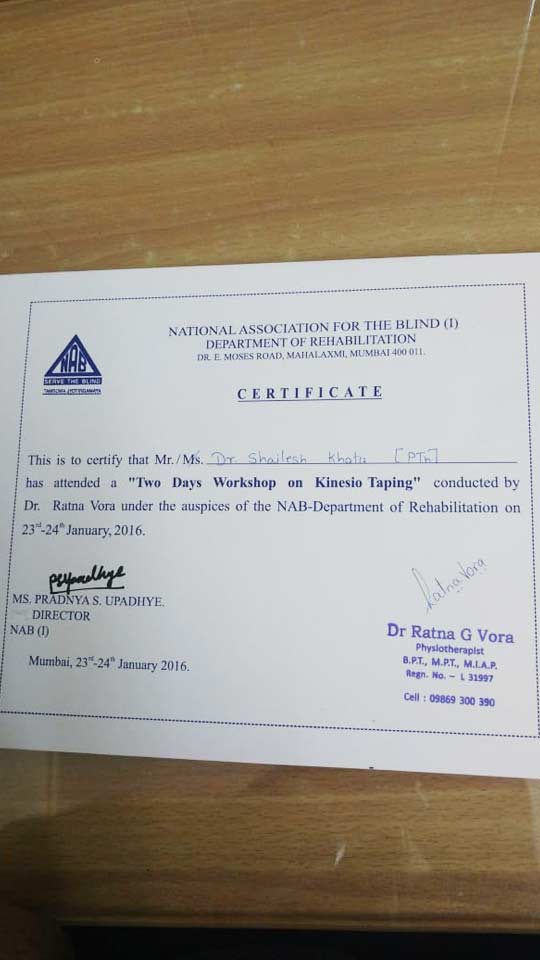 NATIONAL ASSOCIATION FOR THE BLIND (I)
DEPARTMENT OF REHABILITATION
DR. E. MOSES ROAD, MAHALAXMI, MUMBAI 400 011.
NAB
SERVE THE BLIND
CERTIFICATE
This is to certify that Mr./Ms. Dr. Shailesh Khatu [PTh]
has attended a "Two Days Workshop on Kinesio Taping" conducted by
Dr. Ratna Vora under the auspices of the NAB-Department of Rehabilitation on
23rd-24th January, 2016.
PSUpadhye
Ratna Vora
MS. PRADNYA S. UPADHYE.
DIRECTOR
NAB (I)
Mumbai, 23rd-24th January 2016.
Dr Ratna G Vora
Physiotherapist
B.P.T., M.P.T., M.I.A.P.
Regn. No. – L 31997
Cell : 09869 300 390